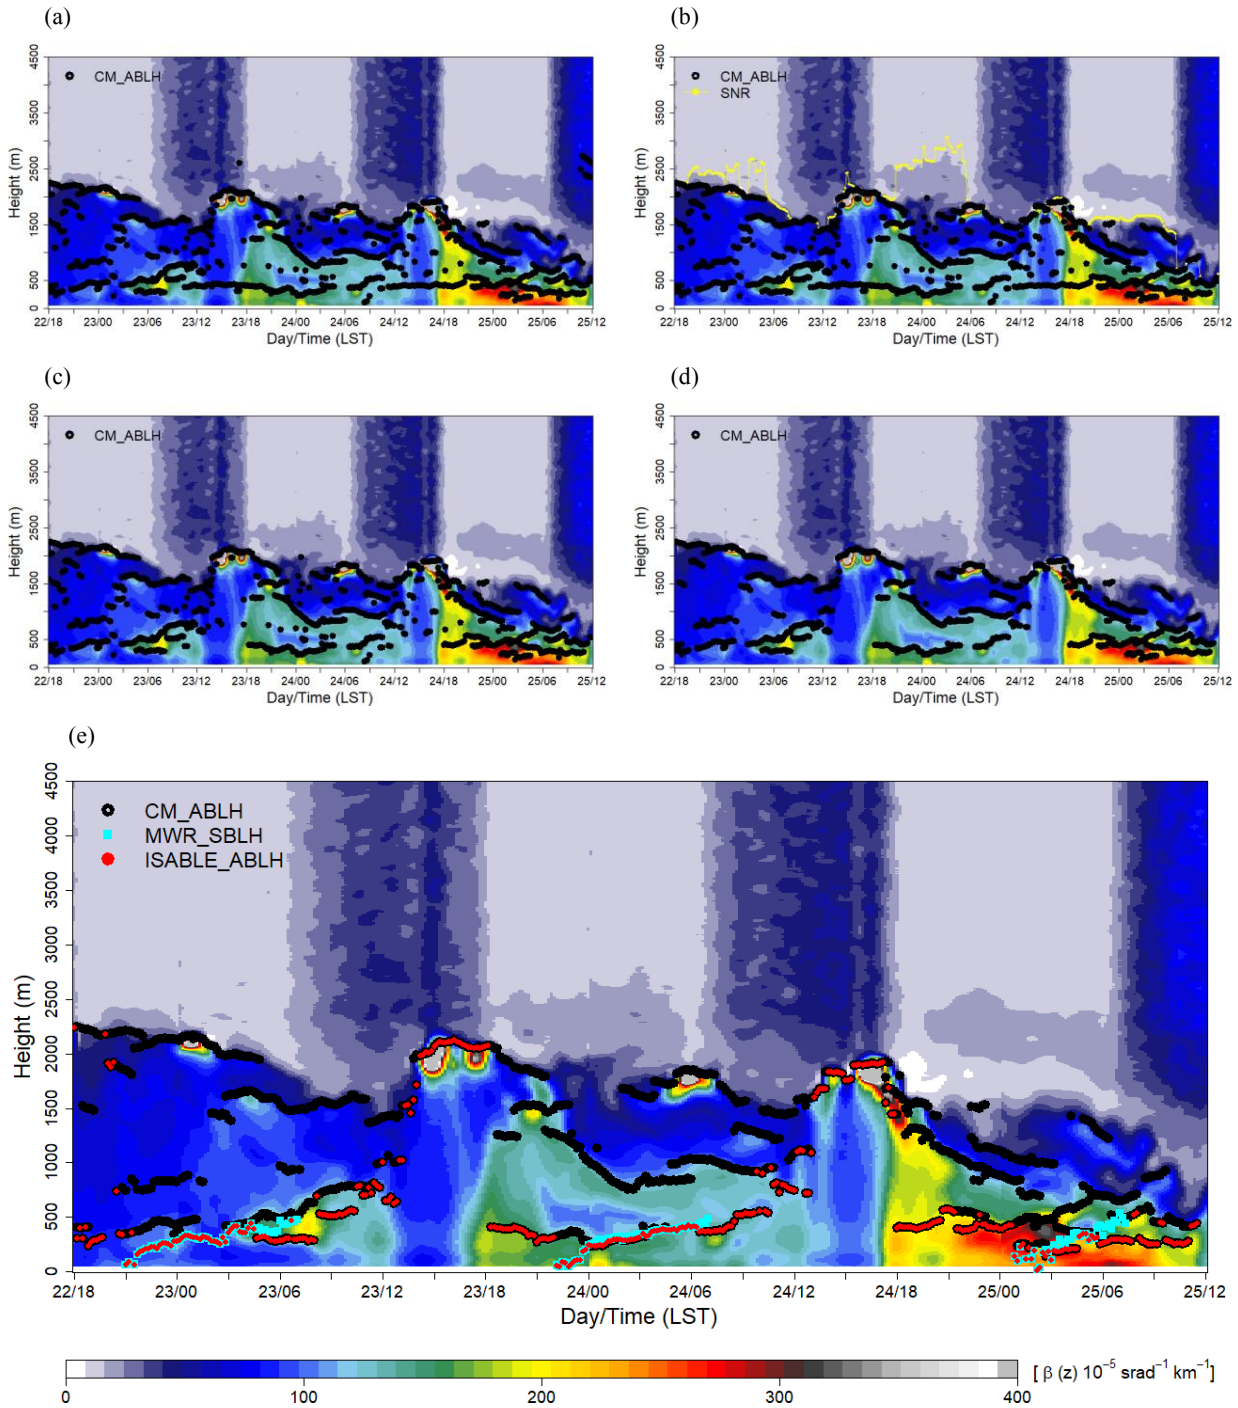 (a)
CM_ABLH
Height (m)
4500
3500
2500
1500
500
0
22/18 23/00 23/06 23/12 23/18 24/00 24/06 24/12 24/18 25/00 25/06 25/12
Day/Time (LST)
(b)
CM_ABLH
SNR
Height (m)
4500
3500
2500
1500
500
0
22/18 23/00 23/06 23/12 23/18 24/00 24/06 24/12 24/18 25/00 25/06 25/12
Day/Time (LST)
(c)
CM_ABLH
Height (m)
4500
3500
2500
1500
500
0
22/18 23/00 23/06 23/12 23/18 24/00 24/06 24/12 24/18 25/00 25/06 25/12
Day/Time (LST)
(d)
CM_ABLH
Height (m)
4500
3500
2500
1500
500
0
22/18 23/00 23/06 23/12 23/18 24/00 24/06 24/12 24/18 25/00 25/06 25/12
Day/Time (LST)
(e)
CM_ABLH
MWR_SBLH
ISABLE_ABLH
Height (m)
4500
4000
3500
3000
2500
2000
1500
1000
500
0
22/18 23/00 23/06 23/12 23/18 24/00 24/06 24/12 24/18 25/00 25/06 25/12
Day/Time (LST)
0 100 200 300 400
[ β (z) 10⁻⁵ srad⁻¹ km⁻¹]